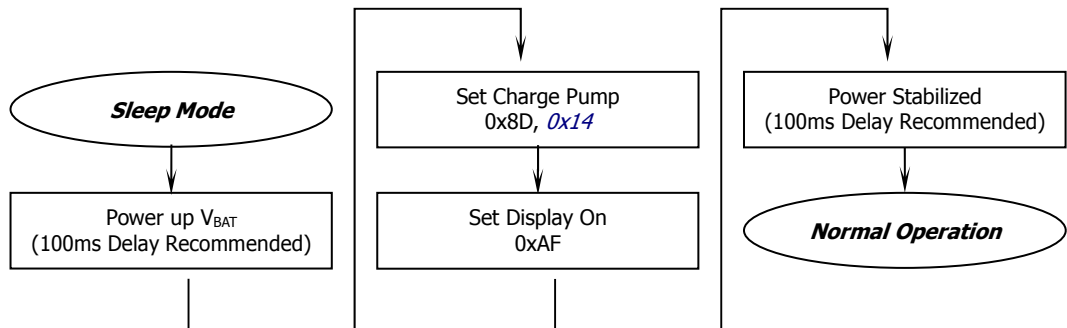 Sleep Mode
Power up VBAT
(100ms Delay Recommended)
Set Charge Pump
0x8D, 0x14
Set Display On
0xAF
Power Stabilized
(100ms Delay Recommended)
Normal Operation